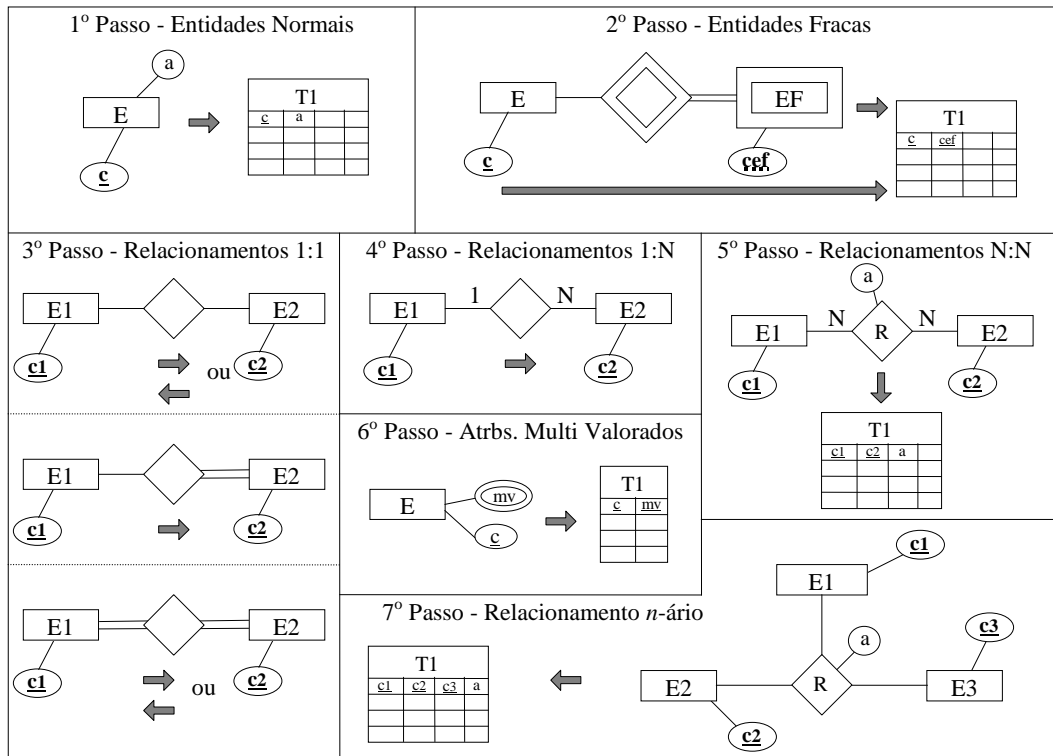 1º Passo - Entidades Normais
a
E
c
T1
c a
2º Passo - Entidades Fracas
E
EF
c
cef
T1
c cef
3º Passo - Relacionamentos 1:1
E1
E2
c1
ou
c2
E1
E2
c1
c2
E1
E2
c1
ou
c2
4º Passo - Relacionamentos 1:N
1
N
E1
E2
c1
c2
5º Passo - Relacionamentos N:N
a
N
N
E1
R
E2
c1
c2
T1
c1 c2 a
6º Passo - Atrbs. Multi Valorados
mv
E
c
T1
c mv
7º Passo - Relacionamento n-ário
T1
c1 c2 c3 a
c1
E1
c3
a
E2
R
E3
c2